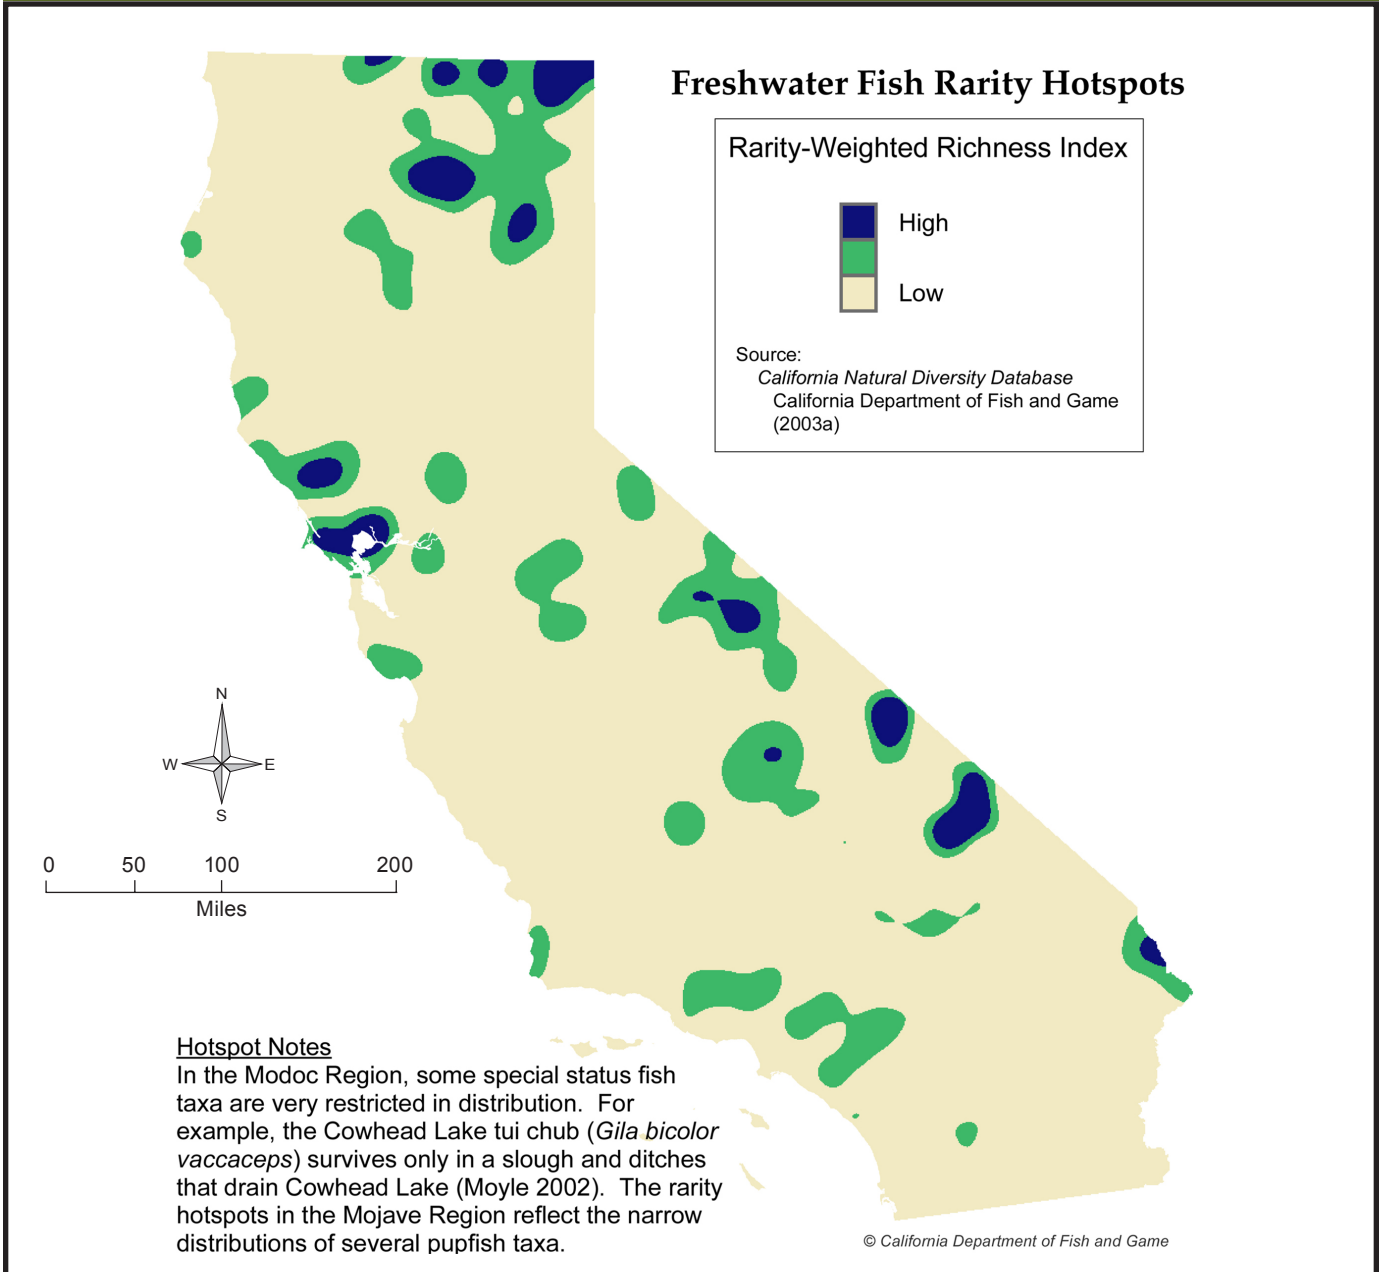 Freshwater Fish Rarity Hotspots
Rarity-Weighted Richness Index
High
Low
Source:
California Natural Diversity Database
California Department of Fish and Game
(2003a)
N
W E
S
0 50 100 200
Miles
Hotspot Notes
In the Modoc Region, some special status fish
taxa are very restricted in distribution. For
example, the Cowhead Lake tui chub (Gila bicolor
vaccaceps) survives only in a slough and ditches
that drain Cowhead Lake (Moyle 2002). The rarity
hotspots in the Mojave Region reflect the narrow
distributions of several pupfish taxa.
© California Department of Fish and Game